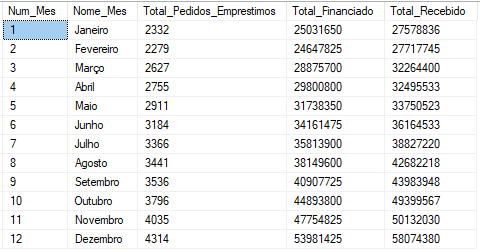 Num_Mes Nome_Mes Total_Pedidos_Emprestimos Total_Financiado Total_Recebido
1 Janeiro 2332 25031650 27578836
2 Fevereiro 2279 24647825 27717745
3 Março 2627 28875700 32264400
4 Abril 2755 29800800 32495533
5 Maio 2911 31738350 33750523
6 Junho 3184 34161475 36164533
7 Julho 3366 35813900 38827220
8 Agosto 3441 38149600 42682218
9 Setembro 3536 40907725 43983948
10 Outubro 3796 44893800 49399567
11 Novembro 4035 47754825 50132030
12 Dezembro 4314 53981425 58074380